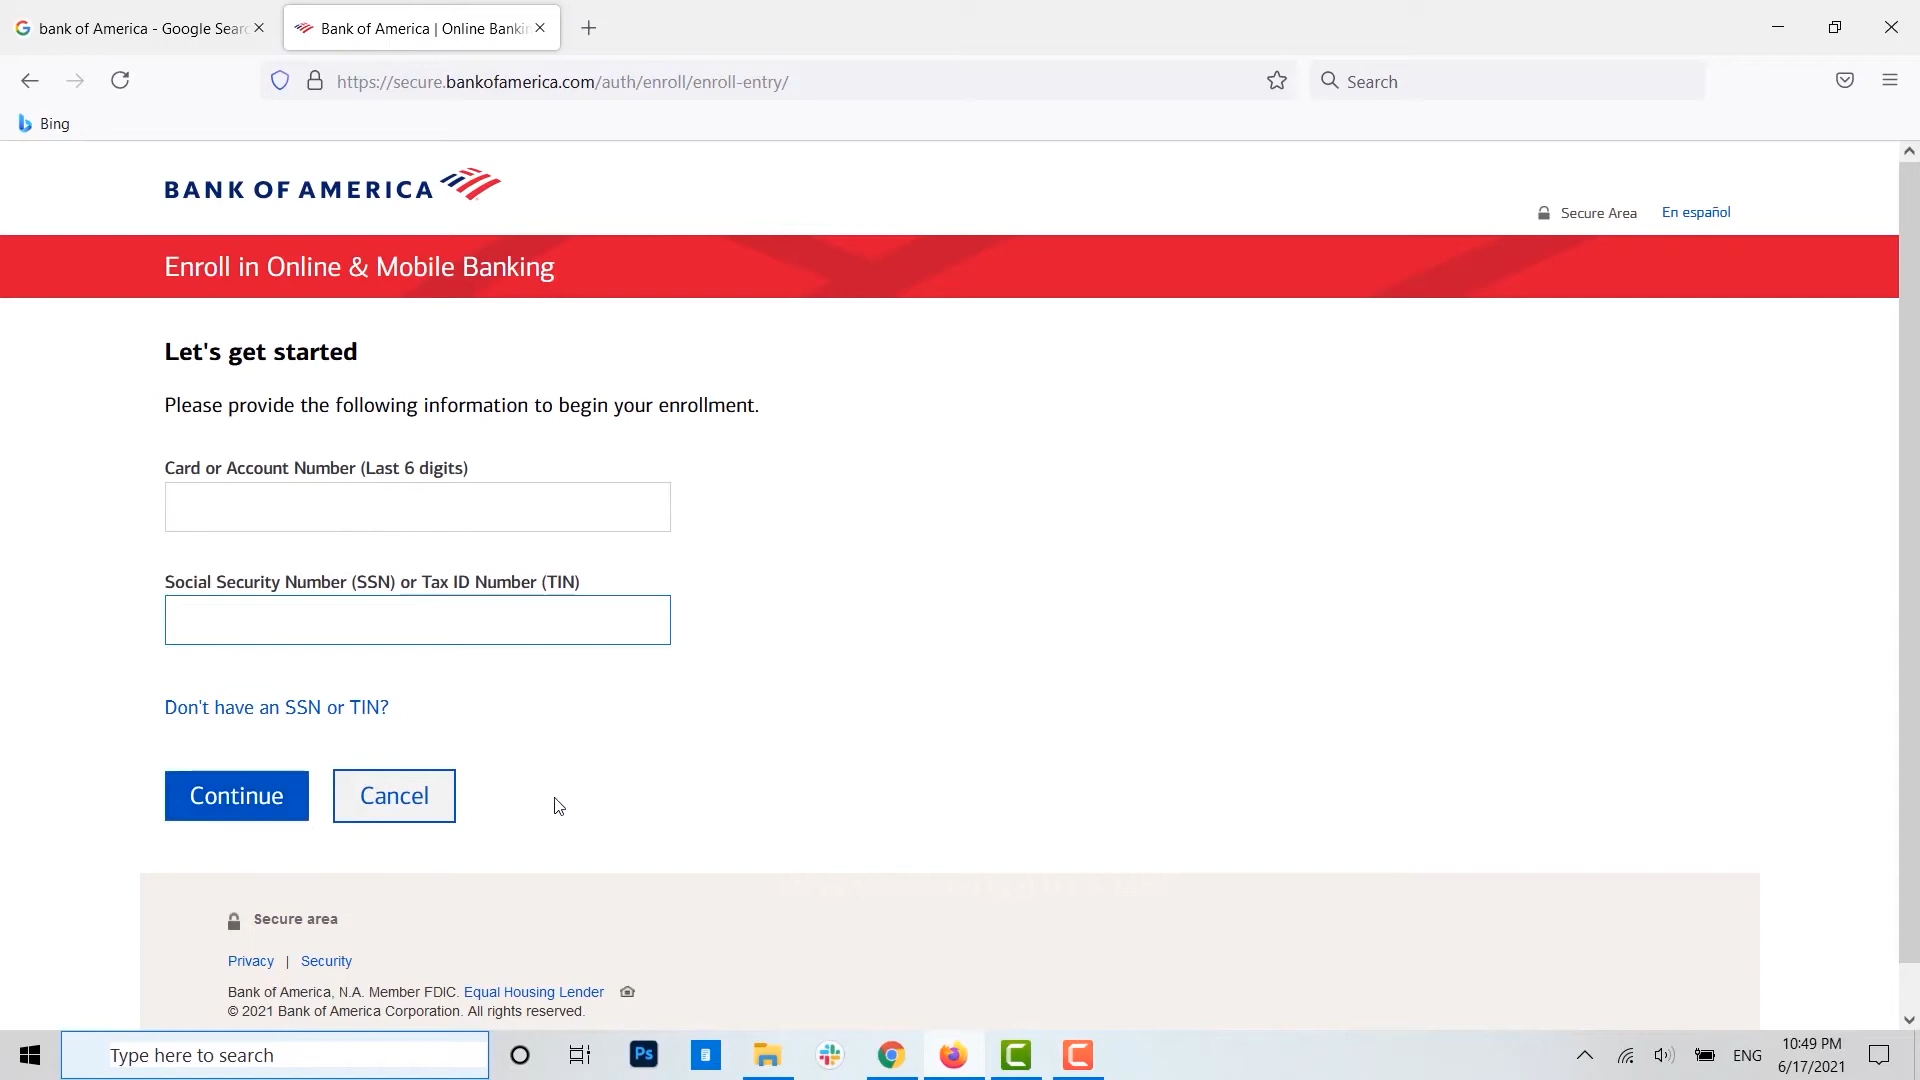 bank of America - Google Sear
Bank of America | Online Bankin
https://secure.bankofamerica.com/auth/enroll/enroll-entry/
Search
Bing
BANK OF AMERICA
Secure Area
En español
Enroll in Online & Mobile Banking
Let's get started
Please provide the following information to begin your enrollment.
Card or Account Number (Last 6 digits)
Social Security Number (SSN) or Tax ID Number (TIN)
Don't have an SSN or TIN?
Continue
Cancel
Secure area
Privacy | Security
Bank of America, N.A. Member FDIC. Equal Housing Lender
© 2021 Bank of America Corporation. All rights reserved.
Type here to search
Ps
ENG
10:49 PM
6/17/2021